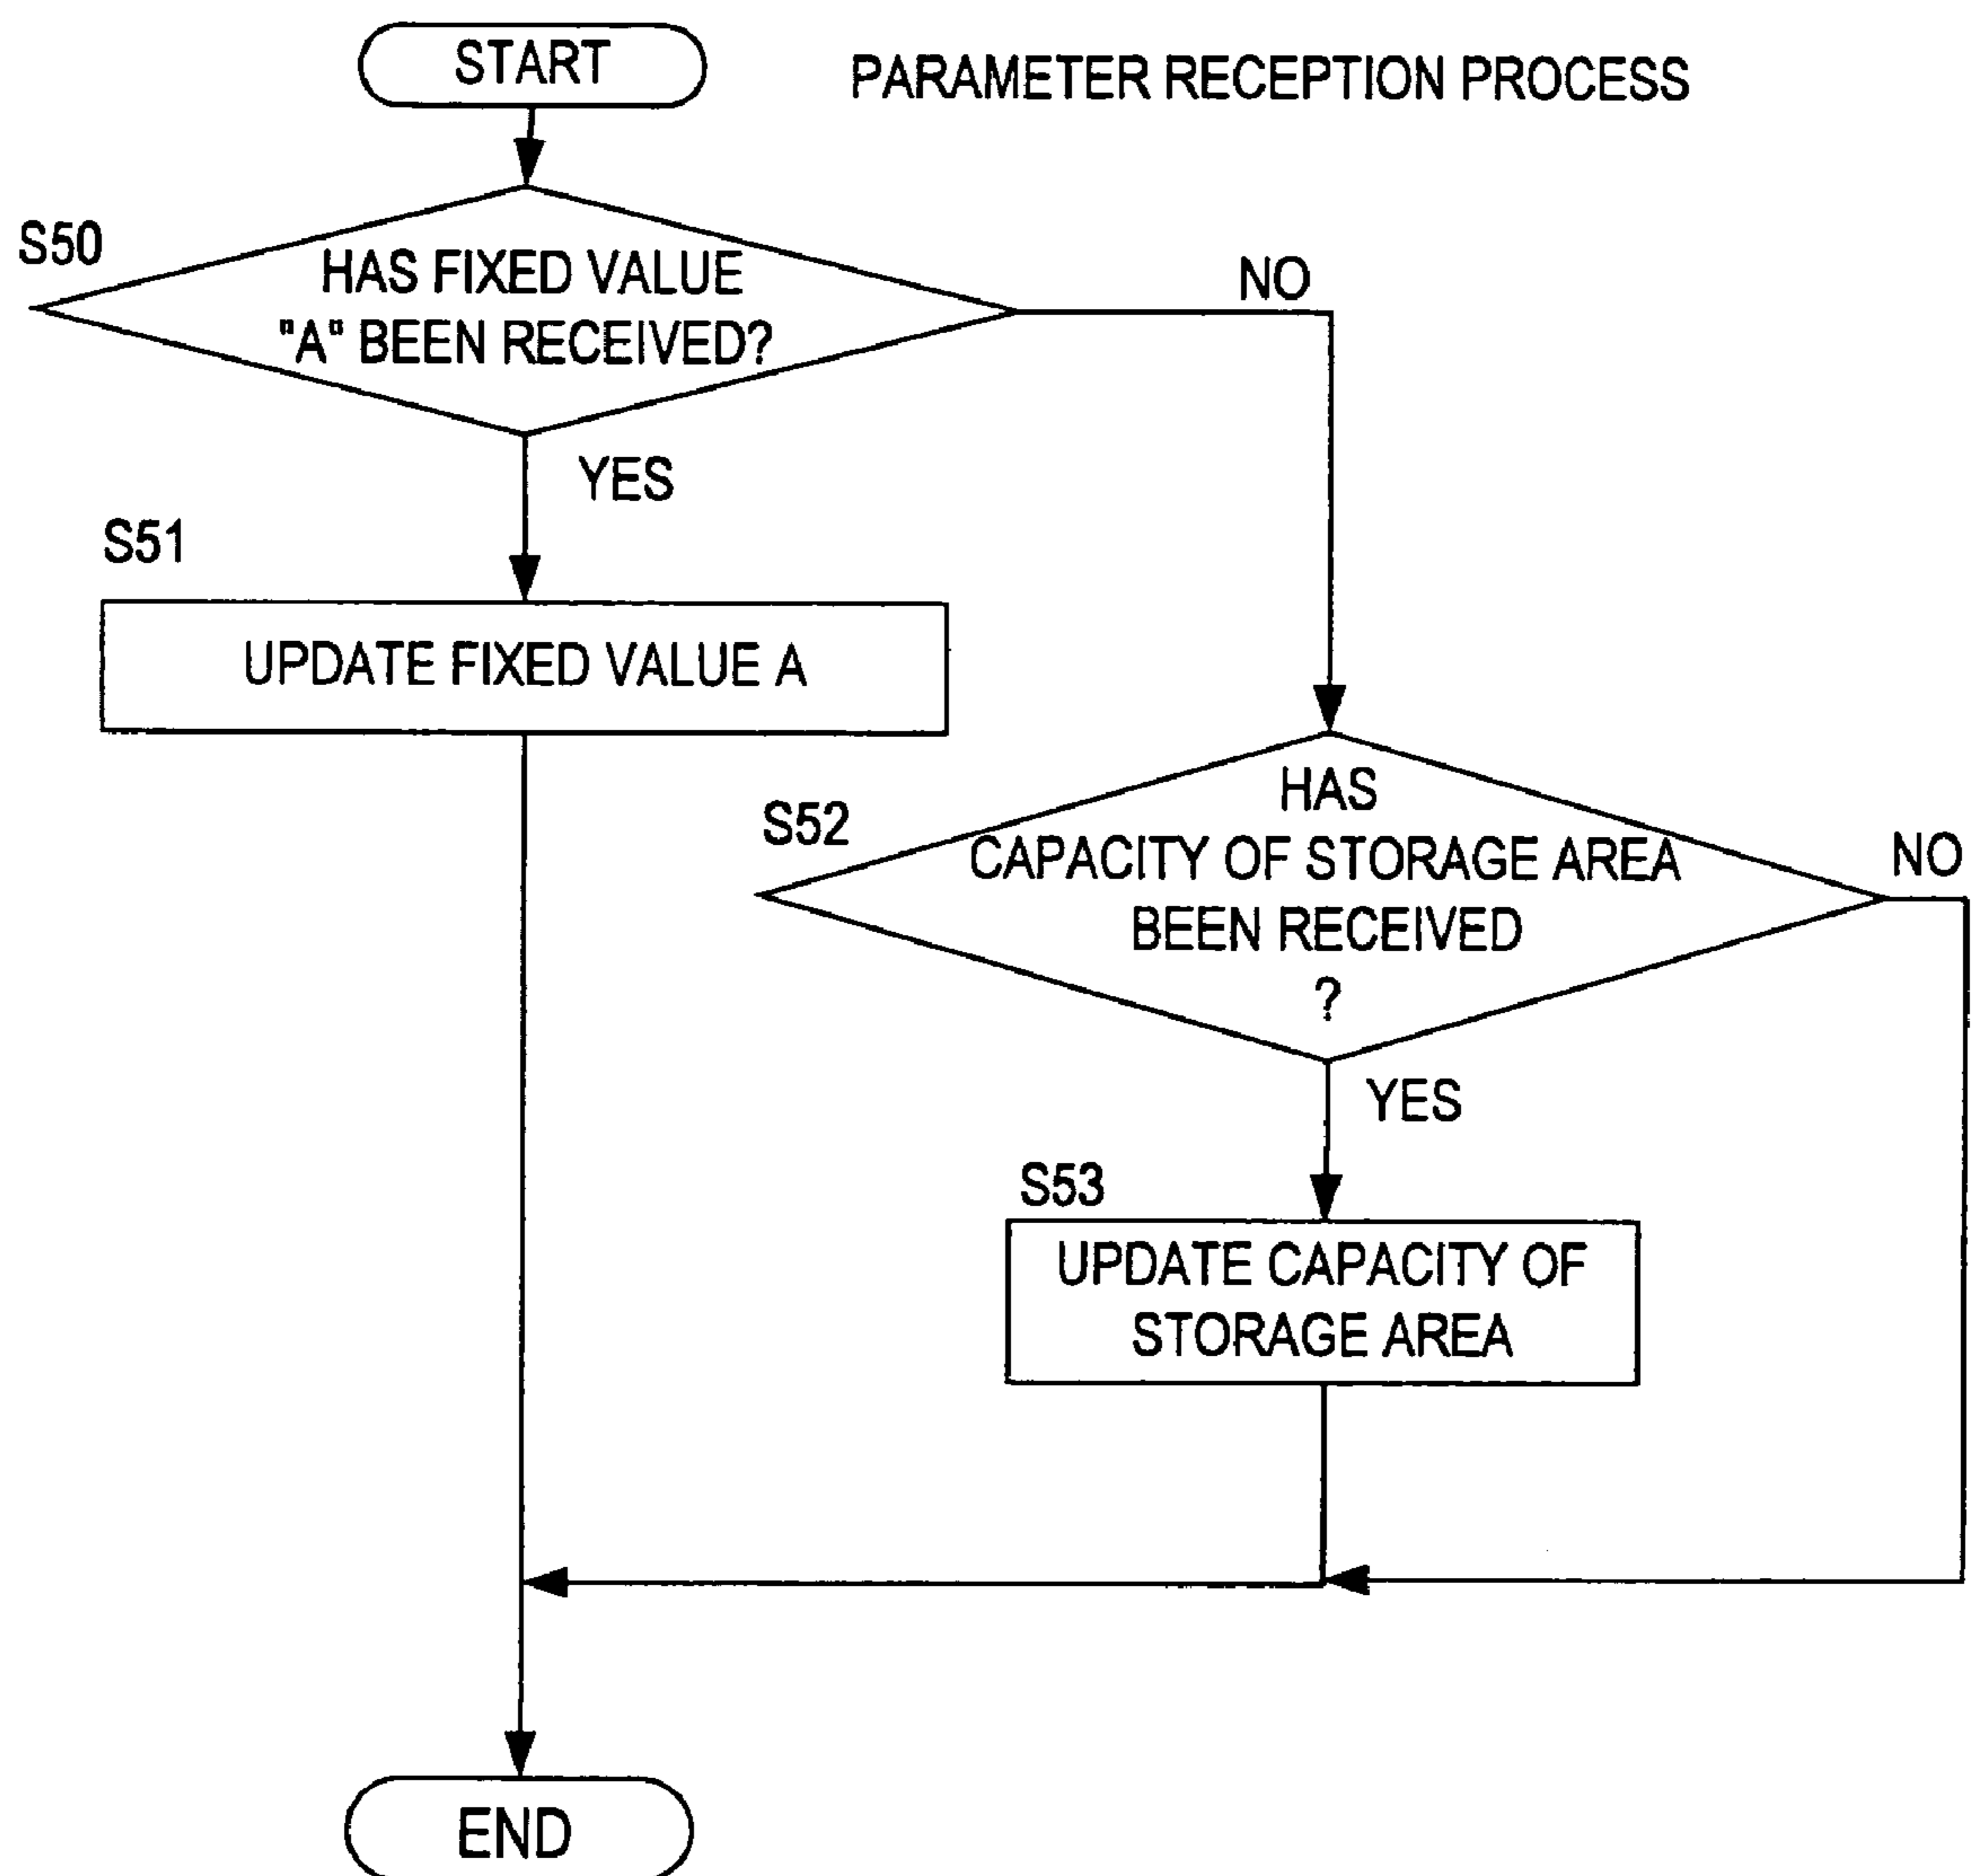 START
PARAMETER RECEPTION PROCESS
S50
HAS FIXED VALUE
"A" BEEN RECEIVED?
NO
YES
S51
UPDATE FIXED VALUE A
S52
HAS
CAPACITY OF STORAGE AREA
BEEN RECEIVED
?
NO
YES
S53
UPDATE CAPACITY OF
STORAGE AREA
END